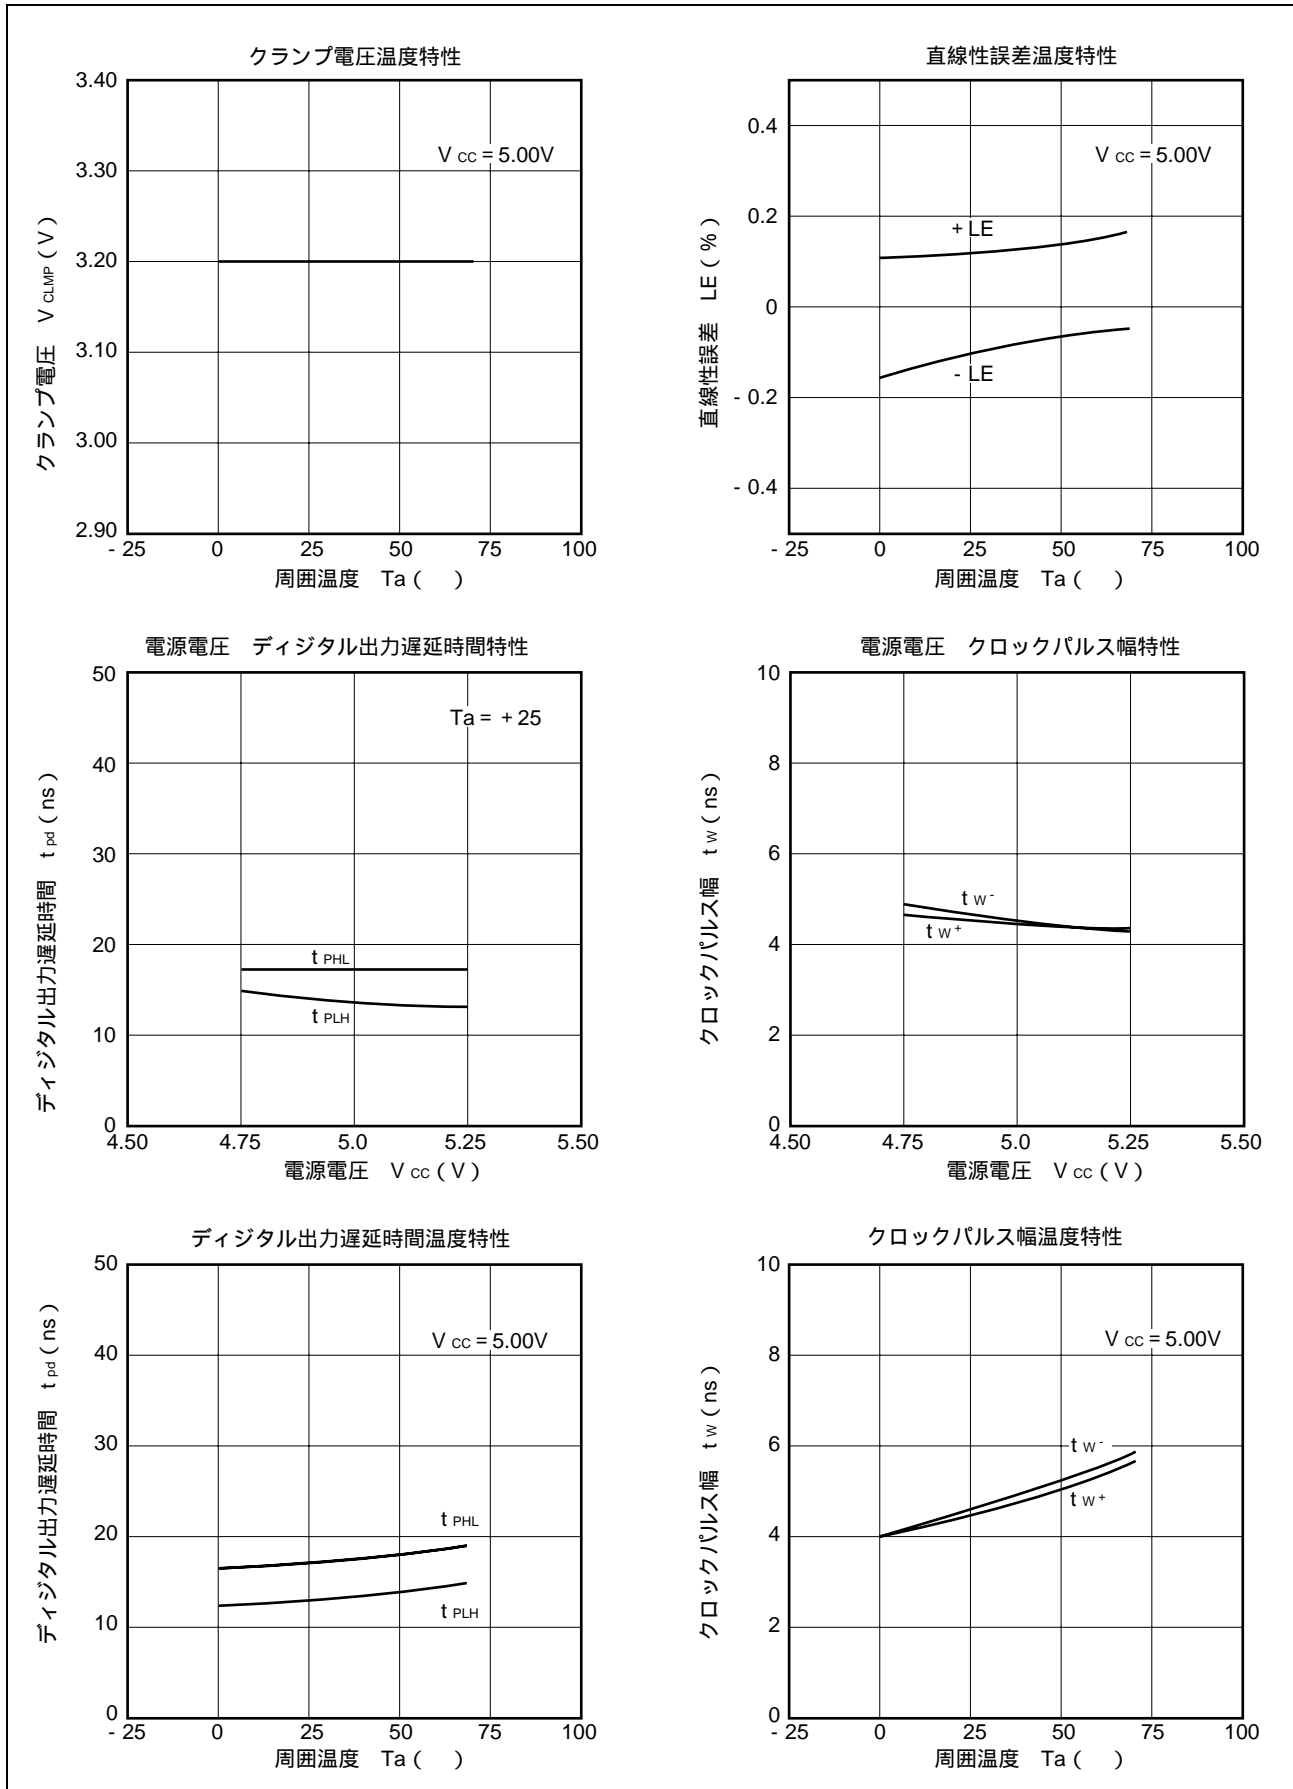 クランプ電圧温度特性
3.40
3.30
3.20
3.10
3.00
2.90
V CC = 5.00V
クランプ電圧 V CLMP ( V )
- 25 0 25 50 75 100
周囲温度 Ta ( )
直線性誤差温度特性
0.4
0.2
0
- 0.2
- 0.4
V CC = 5.00V
+ LE
- LE
直線性誤差 LE ( % )
- 25 0 25 50 75 100
周囲温度 Ta ( )
電源電圧 ディジタル出力遅延時間特性
50
40
30
20
10
0
Ta = + 25
t PHL
t PLH
ディジタル出力遅延時間 t pd ( ns )
4.50 4.75 5.0 5.25 5.50
電源電圧 V CC ( V )
電源電圧 クロックパルス幅特性
10
8
6
4
2
0
t W -
t W +
クロックパルス幅 t W ( ns )
4.50 4.75 5.0 5.25 5.50
電源電圧 V CC ( V )
ディジタル出力遅延時間温度特性
50
40
30
20
10
0
V CC = 5.00V
t PHL
t PLH
ディジタル出力遅延時間 t pd ( ns )
- 25 0 25 50 75 100
周囲温度 Ta ( )
クロックパルス幅温度特性
10
8
6
4
2
0
V CC = 5.00V
t W -
t W +
クロックパルス幅 t W ( ns )
- 25 0 25 50 75 100
周囲温度 Ta ( )